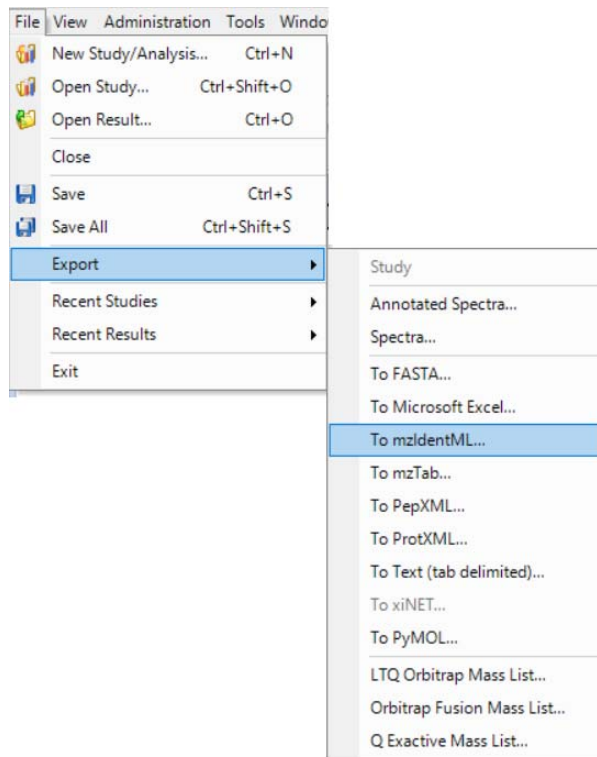 File View Administration Tools
New Study/Analysis... Ctrl+N
Open Study... Ctrl+Shift+O
Open Result... Ctrl+O
Close
Save Ctrl+S
Save All Ctrl+Shift+S
Export
Recent Studies
Recent Results
Exit
Study
Annotated Spectra...
Spectra...
To FASTA...
To Microsoft Excel...
To mzIdentML...
To mzTab...
To PepXML...
To ProtXML...
To Text (tab delimited)...
To xiNET...
To PyMOL...
LTQ Orbitrap Mass List...
Orbitrap Fusion Mass List...
Q Exactive Mass List...